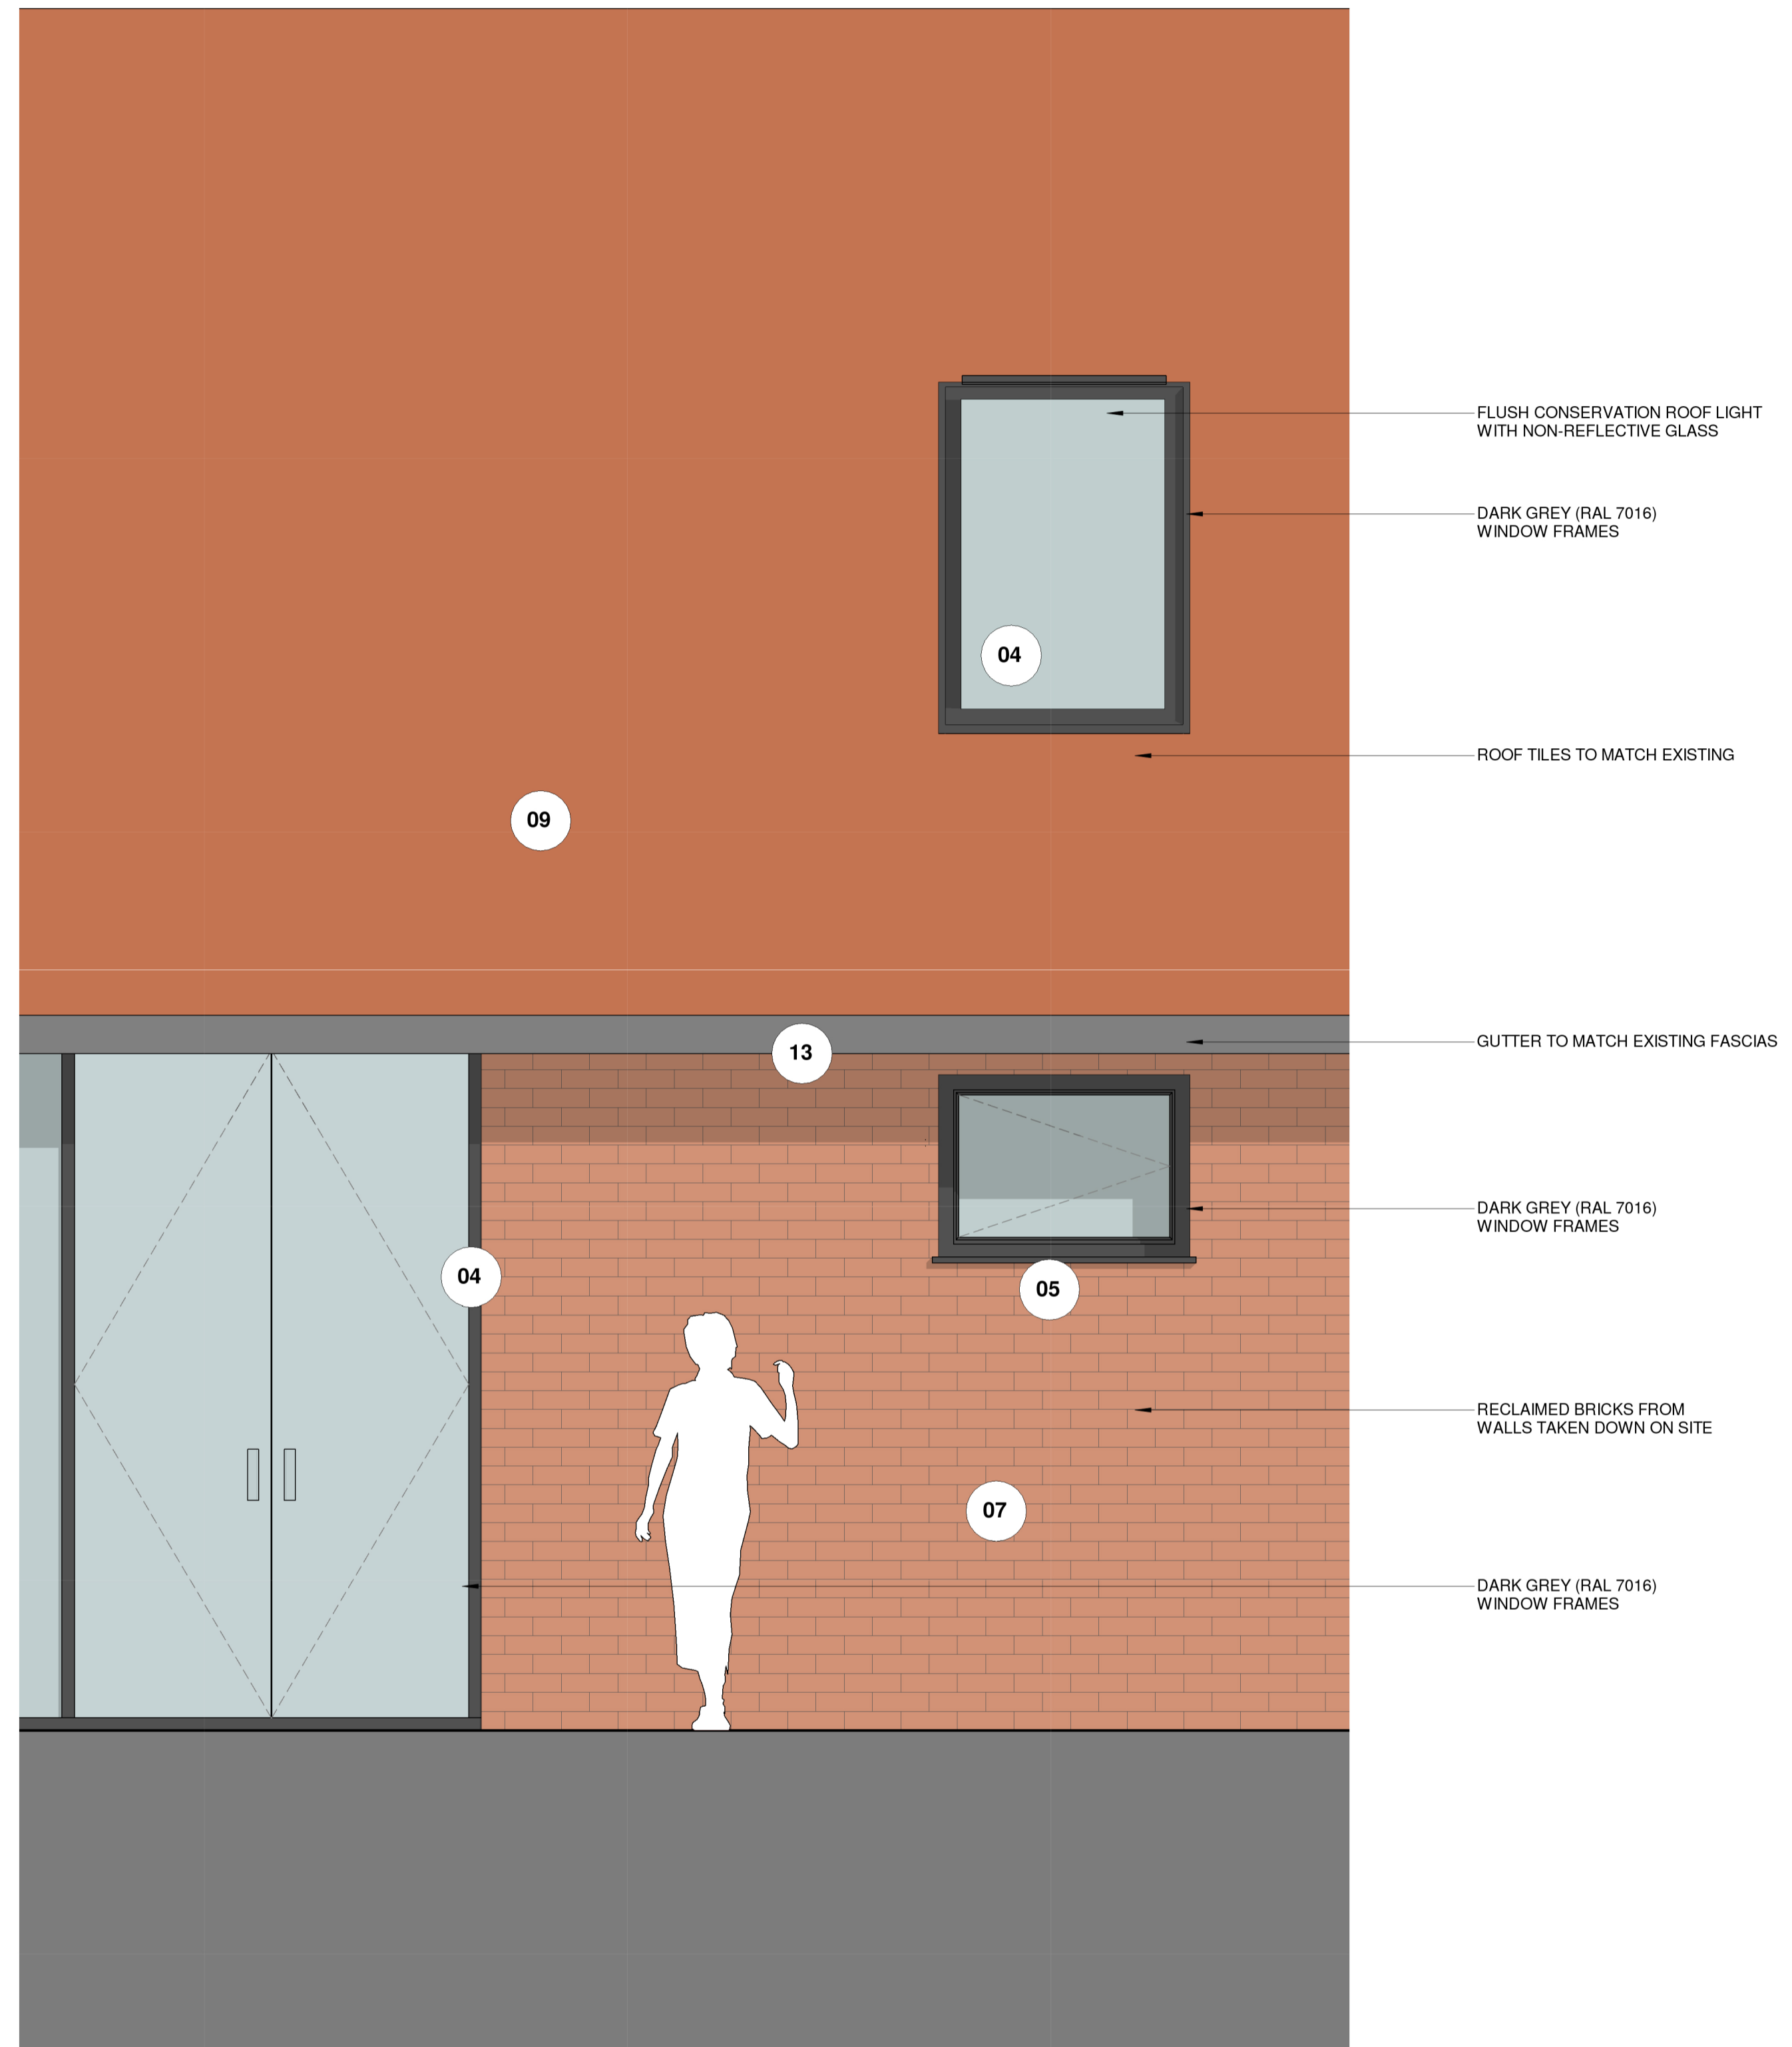 FLUSH CONSERVATION ROOF LIGHT
WITH NON-REFLECTIVE GLASS
DARK GREY (RAL 7016)
WINDOW FRAMES
04
ROOF TILES TO MATCH EXISTING
09
GUTTER TO MATCH EXISTING FASCIAS
13
DARK GREY (RAL 7016)
WINDOW FRAMES
04
05
RECLAIMED BRICKS FROM
WALLS TAKEN DOWN ON SITE
07
DARK GREY (RAL 7016)
WINDOW FRAMES